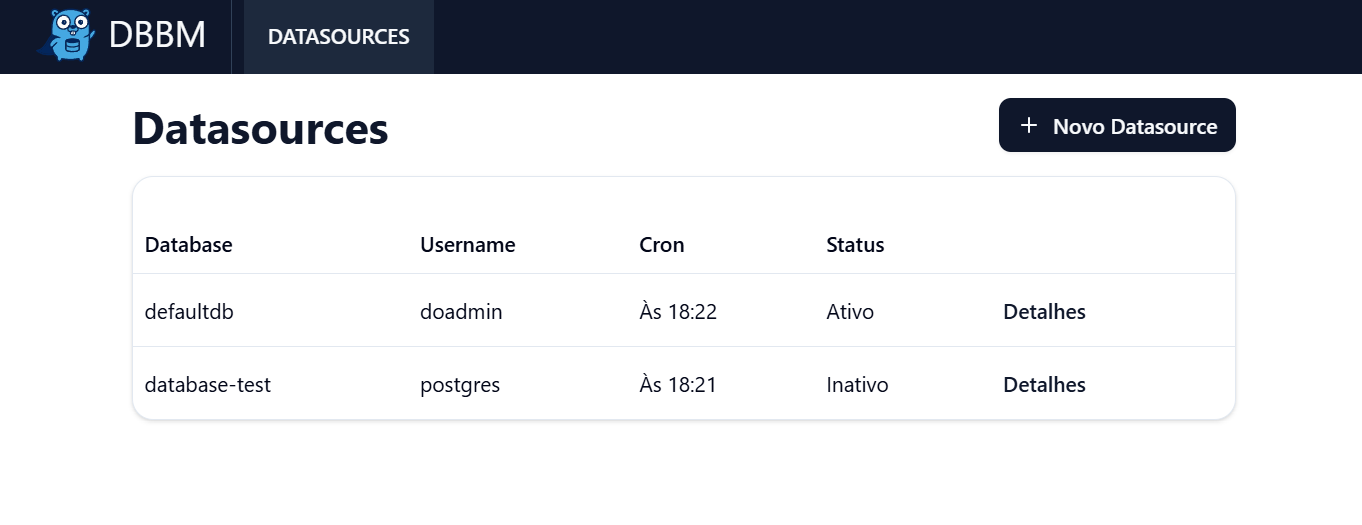 DBBM DATASOURCES
Datasources
+ Novo Datasource
Database Username Cron Status
defaultdb doadmin Às 18:22 Ativo Detalhes
database-test postgres Às 18:21 Inativo Detalhes